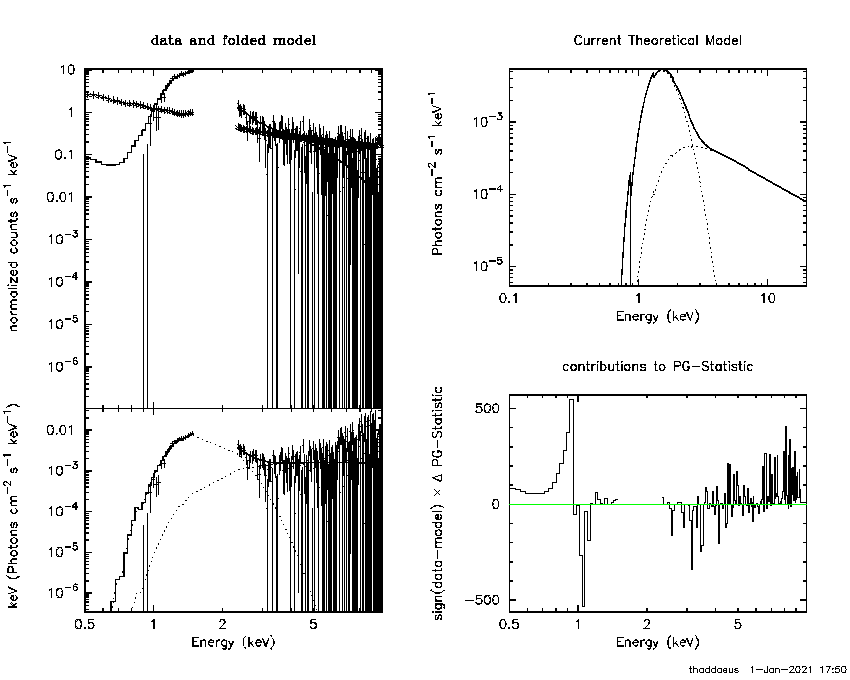 data and folded model
10
1
0.1
0.01
10−3
10−4
10−5
10−6
normalized counts s−1 keV−1
0.01
10−3
10−4
10−5
10−6
keV (Photons cm−2 s−1 keV−1)
0.5 1 2 5
Energy (keV)
Current Theoretical Model
10−3
10−4
10−5
Photons cm−2 s−1 keV−1
0.1 1 10
Energy (keV)
contributions to PG−Statistic
500
0
−500
sign(data−model) × Δ PG−Statistic
0.5 1 2 5
Energy (keV)
thaddaeus 1−Jan−2021 17:50